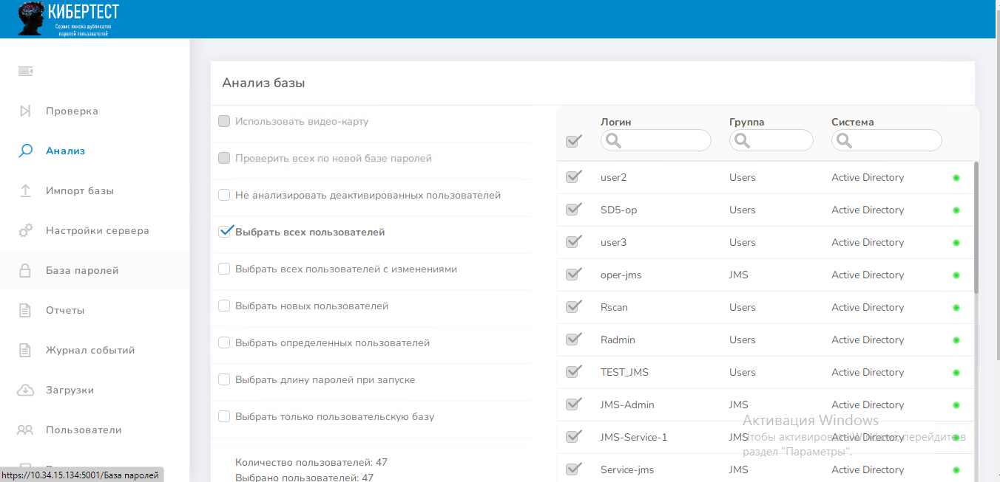 КИБЕРТЕСТ
Сервис поиска дубликатов
паролей пользователей
Проверка
Анализ
Импорт базы
Настройки сервера
База паролей
Отчеты
Журнал событий
Загрузки
Пользователи
https://10.34.15.134:5001/База паролей
Анализ базы
Использовать видео-карту
Проверить всех по новой базе паролей
Не анализировать деактивированных пользователей
Выбрать всех пользователей
Выбрать всех пользователей с изменениями
Выбрать новых пользователей
Выбрать определенных пользователей
Выбрать длину паролей при запуске
Выбрать только пользовательскую базу
Количество пользователей: 47
Выбрано пользователей: 47
Логин Группа Система
user2 Users Active Directory
SD5-op Users Active Directory
user3 Users Active Directory
oper-jms JMS Active Directory
Rscan Users Active Directory
Radmin Users Active Directory
TEST_JMS Users Active Directory
JMS-Admin JMS Active Directory
JMS-Service-1 JMS Active Directory
Service-jms JMS Active Directory
Активация Windows
Чтобы активировать Windows, перейдите в
раздел "Параметры".